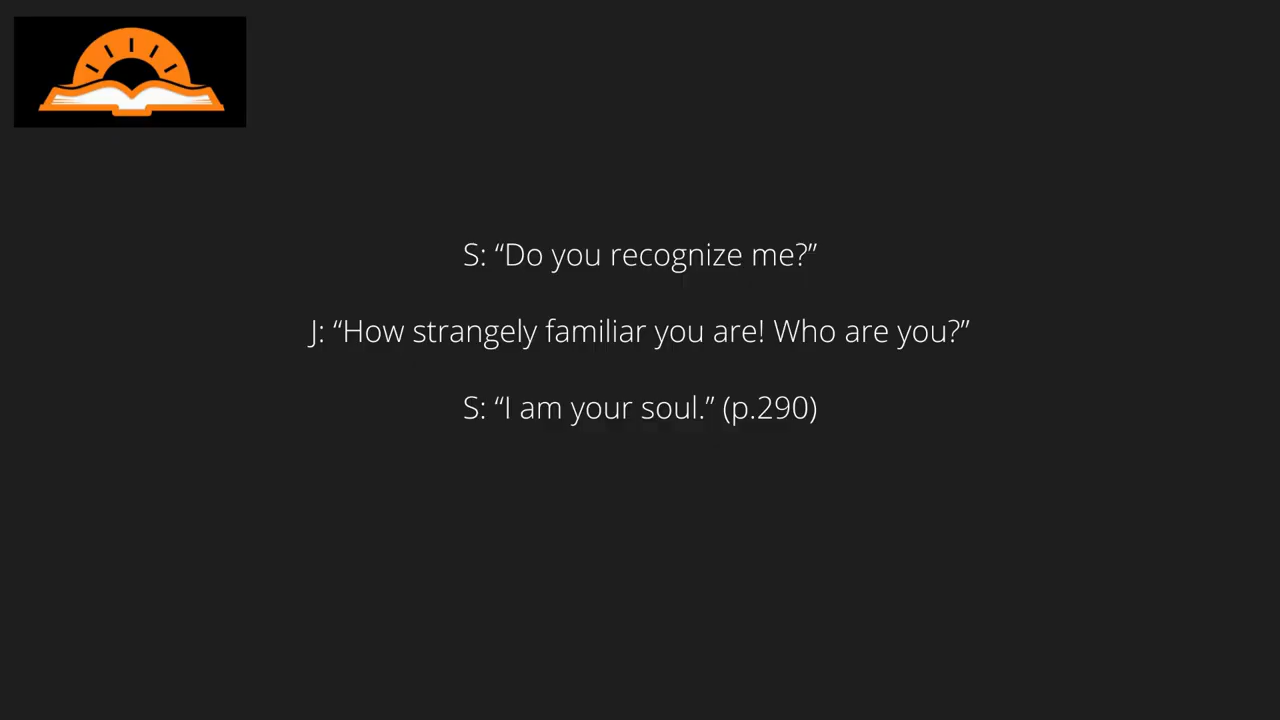 S: “Do you recognize me?”
J: “How strangely familiar you are! Who are you?”
S: “I am your soul.” (p.290)